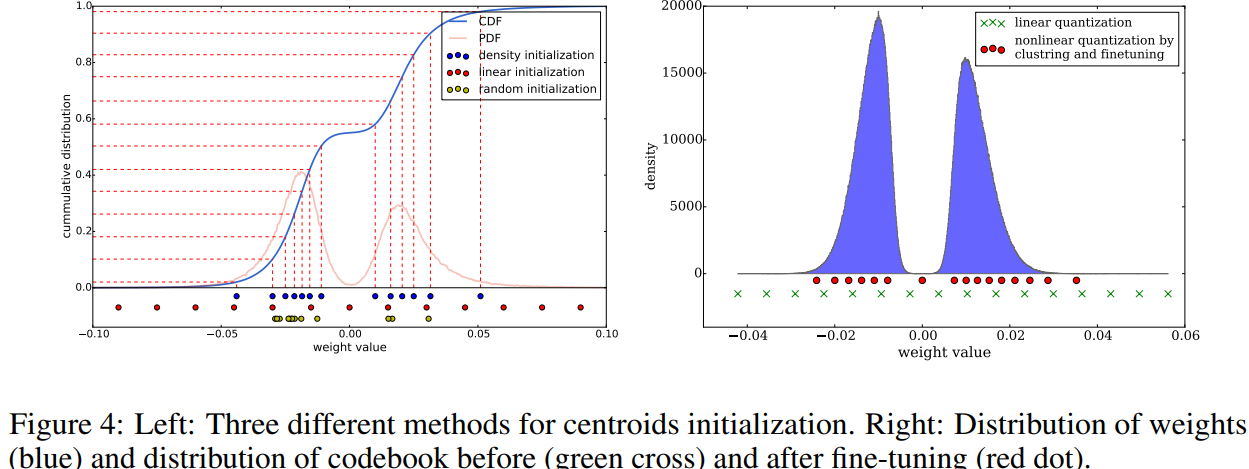 1.0
0.8
0.6
0.4
0.2
0.0
cummulative distribution
CDF
PDF
density initialization
linear initialization
random initialization
−0.10
−0.05
0.00
0.05
0.10
weight value
20000
15000
10000
5000
0
density
linear quantization
nonlinear quantization by
clustring and finetuning
−0.04
−0.02
0.00
0.02
0.04
0.06
weight value
Figure 4: Left: Three different methods for centroids initialization. Right: Distribution of weights
(blue) and distribution of codebook before (green cross) and after fine-tuning (red dot).